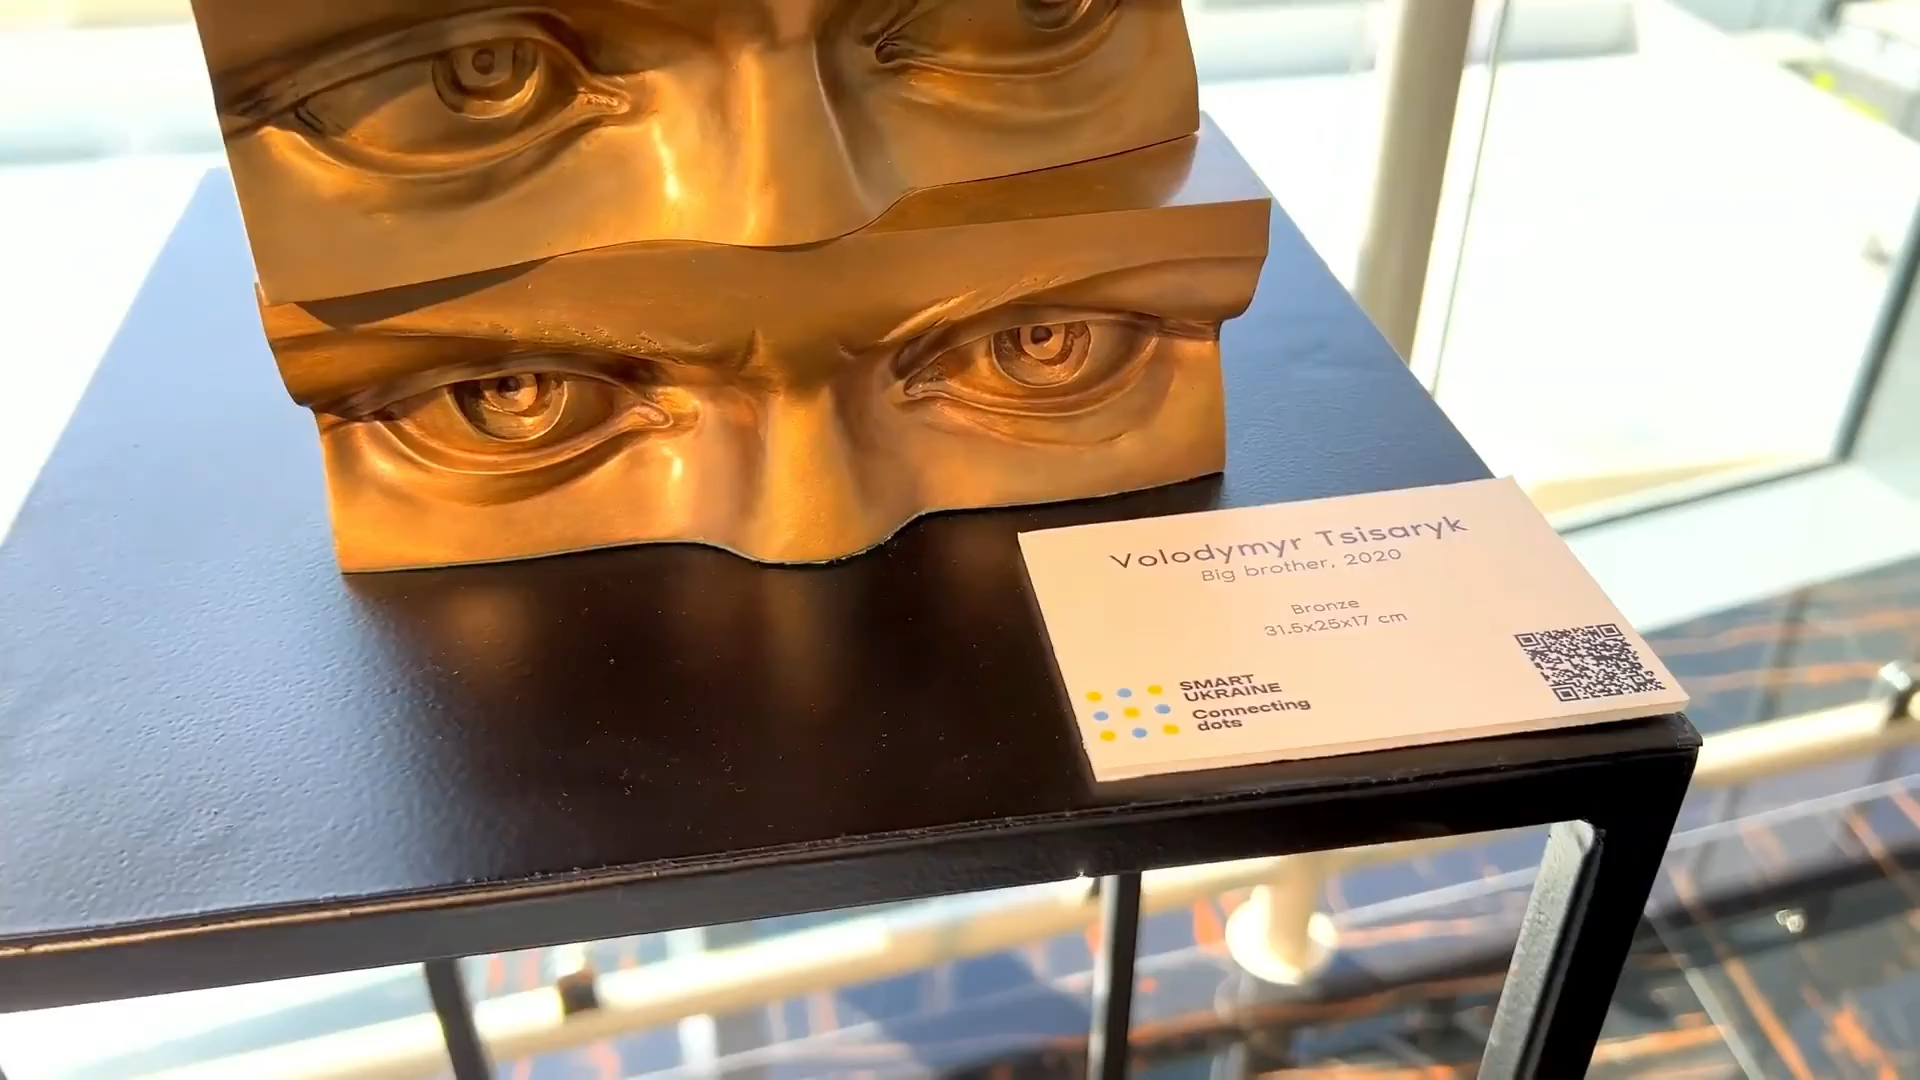 Volodymyr Tsisaryk
Big brother, 2020
Bronze
31.5x25x17 cm
SMART
UKRAINE
Connecting
dots